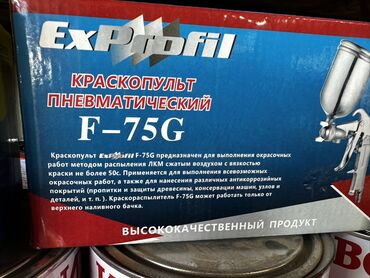 ExProfil
КРАСКОПУЛЬТ
ПНЕВМАТИЧЕСКИЙ
F-75G
Краскопульт ExProfil F-75G предназначен для выполнения окрасочных
работ методом распыления ЛКМ сжатым воздухом с вязкостью
краски не более 50с. Применяется для выполнения всевозможных
окрасочных работ, а также для нанесения различных антикоррозийных
покрытий (пропитки и защиты древесины, консервации машин, узлов и
деталей, и т. п. ). Краскораспылитель F-75G может работать только от
верхнего наливного бачка.
ВЫСОКОКАЧЕСТВЕННЫЙ ПРОДУКТ